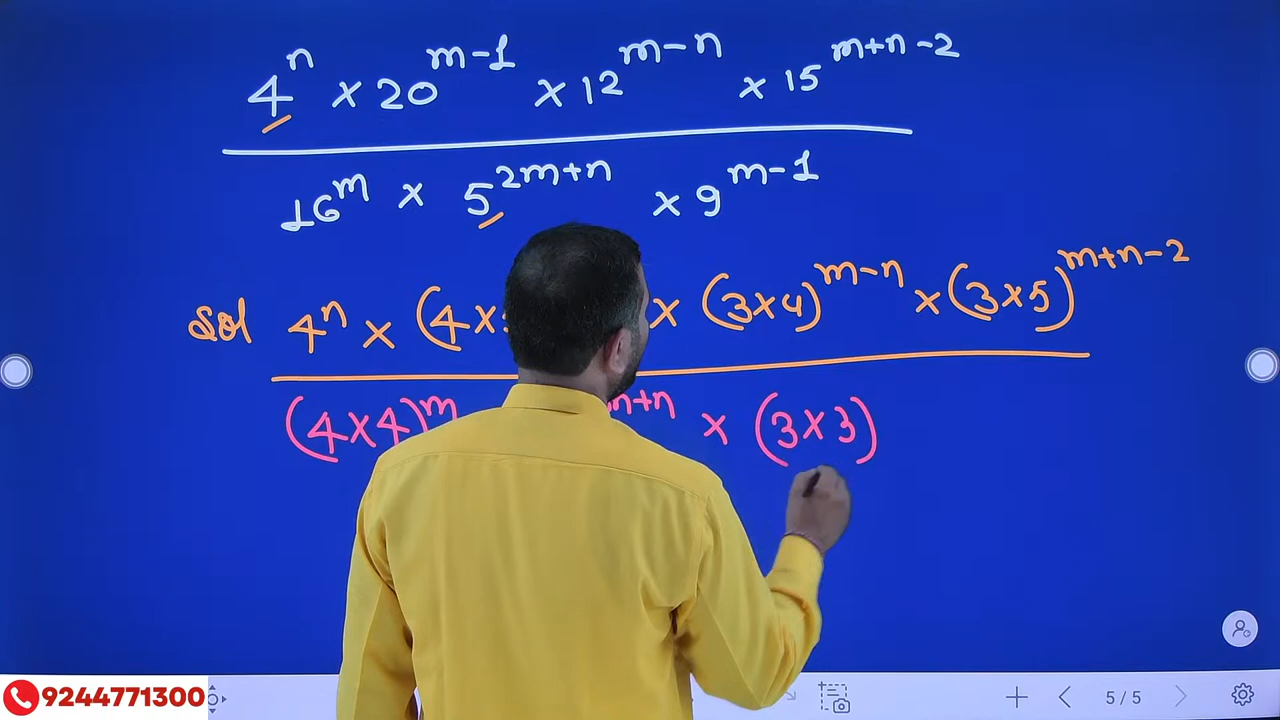 4^n × 20^{m-1} × 12^{m-n} × 15^{m+n-2}
16^m × 5^{2m+n} × 9^{m-1}
Sol 4^n × (4× × (3×4)^{m-n} × (3×5)^{m+n-2}
(4×4)^m m+n × (3×3)
9244771300
5/5